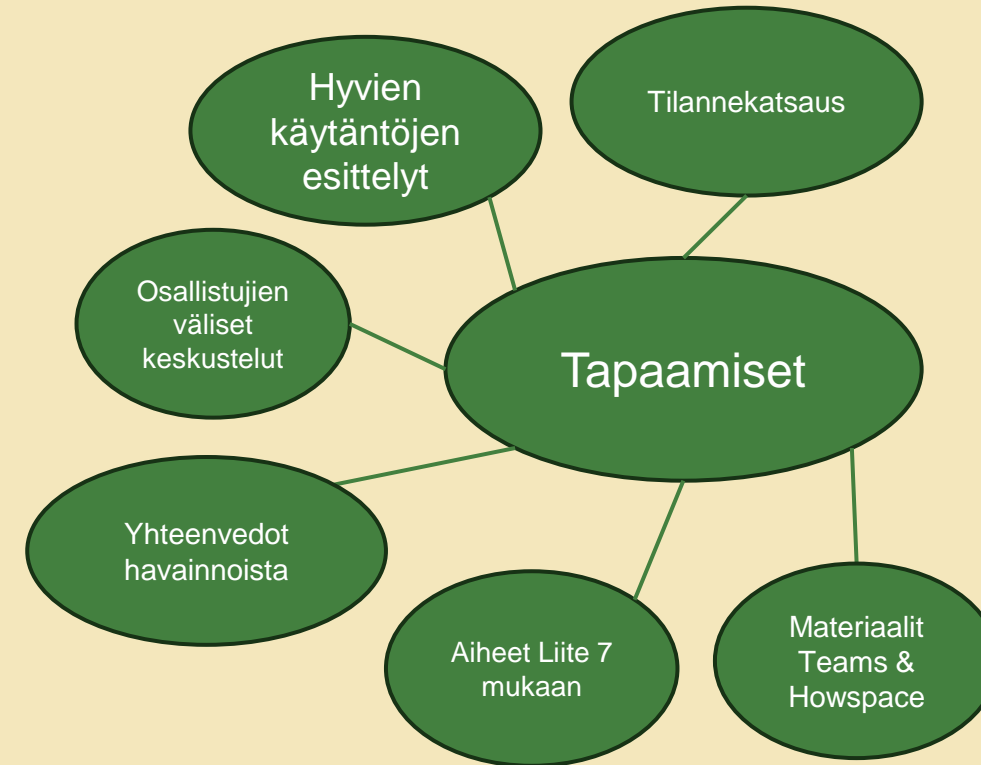 Hyvien
käytäntöjen
esittelyt
Tilannekatsaus
Osallistujien
väliset
keskustelut
Tapaamiset
Yhteenvedot
havainnoista
Aiheet Liite 7
mukaan
Materiaalit
Teams &
Howspace